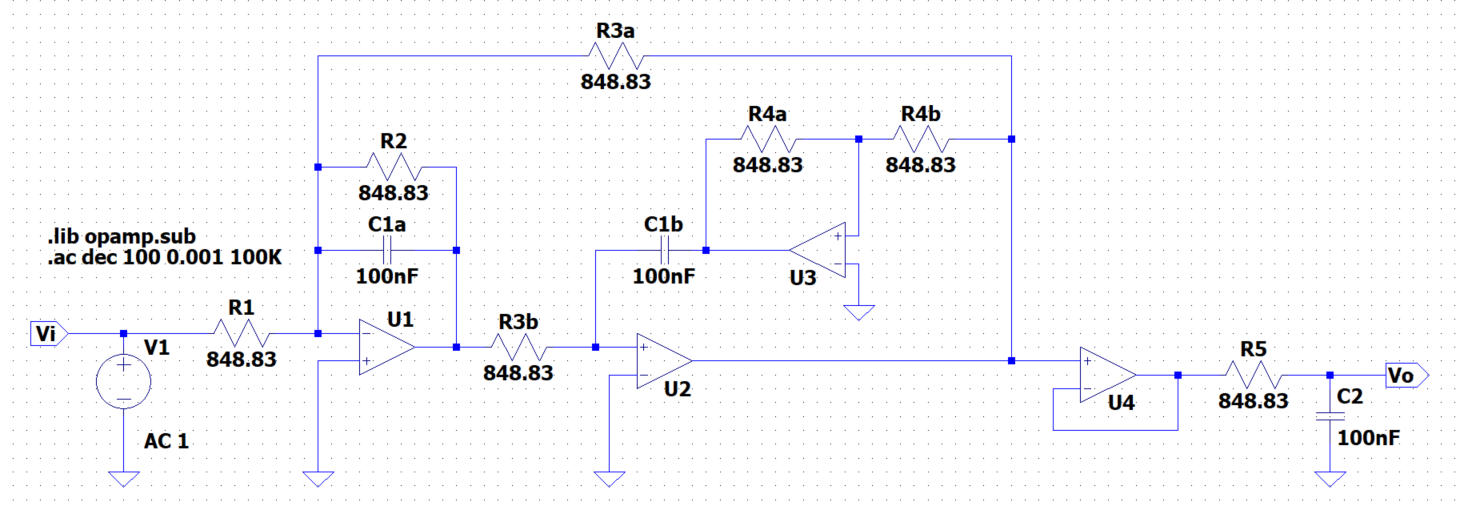 R3a
848.83
R4a
R4b
848.83
848.83
R2
848.83
C1a
100nF
C1b
100nF
.lib opamp.sub
.ac dec 100 0.001 100K
+
−
U3
Vi
R1
848.83
V1
+
−
AC 1
U1
−
+
R3b
848.83
+
−
U2
+
−
U4
R5
848.83
Vo
C2
100nF